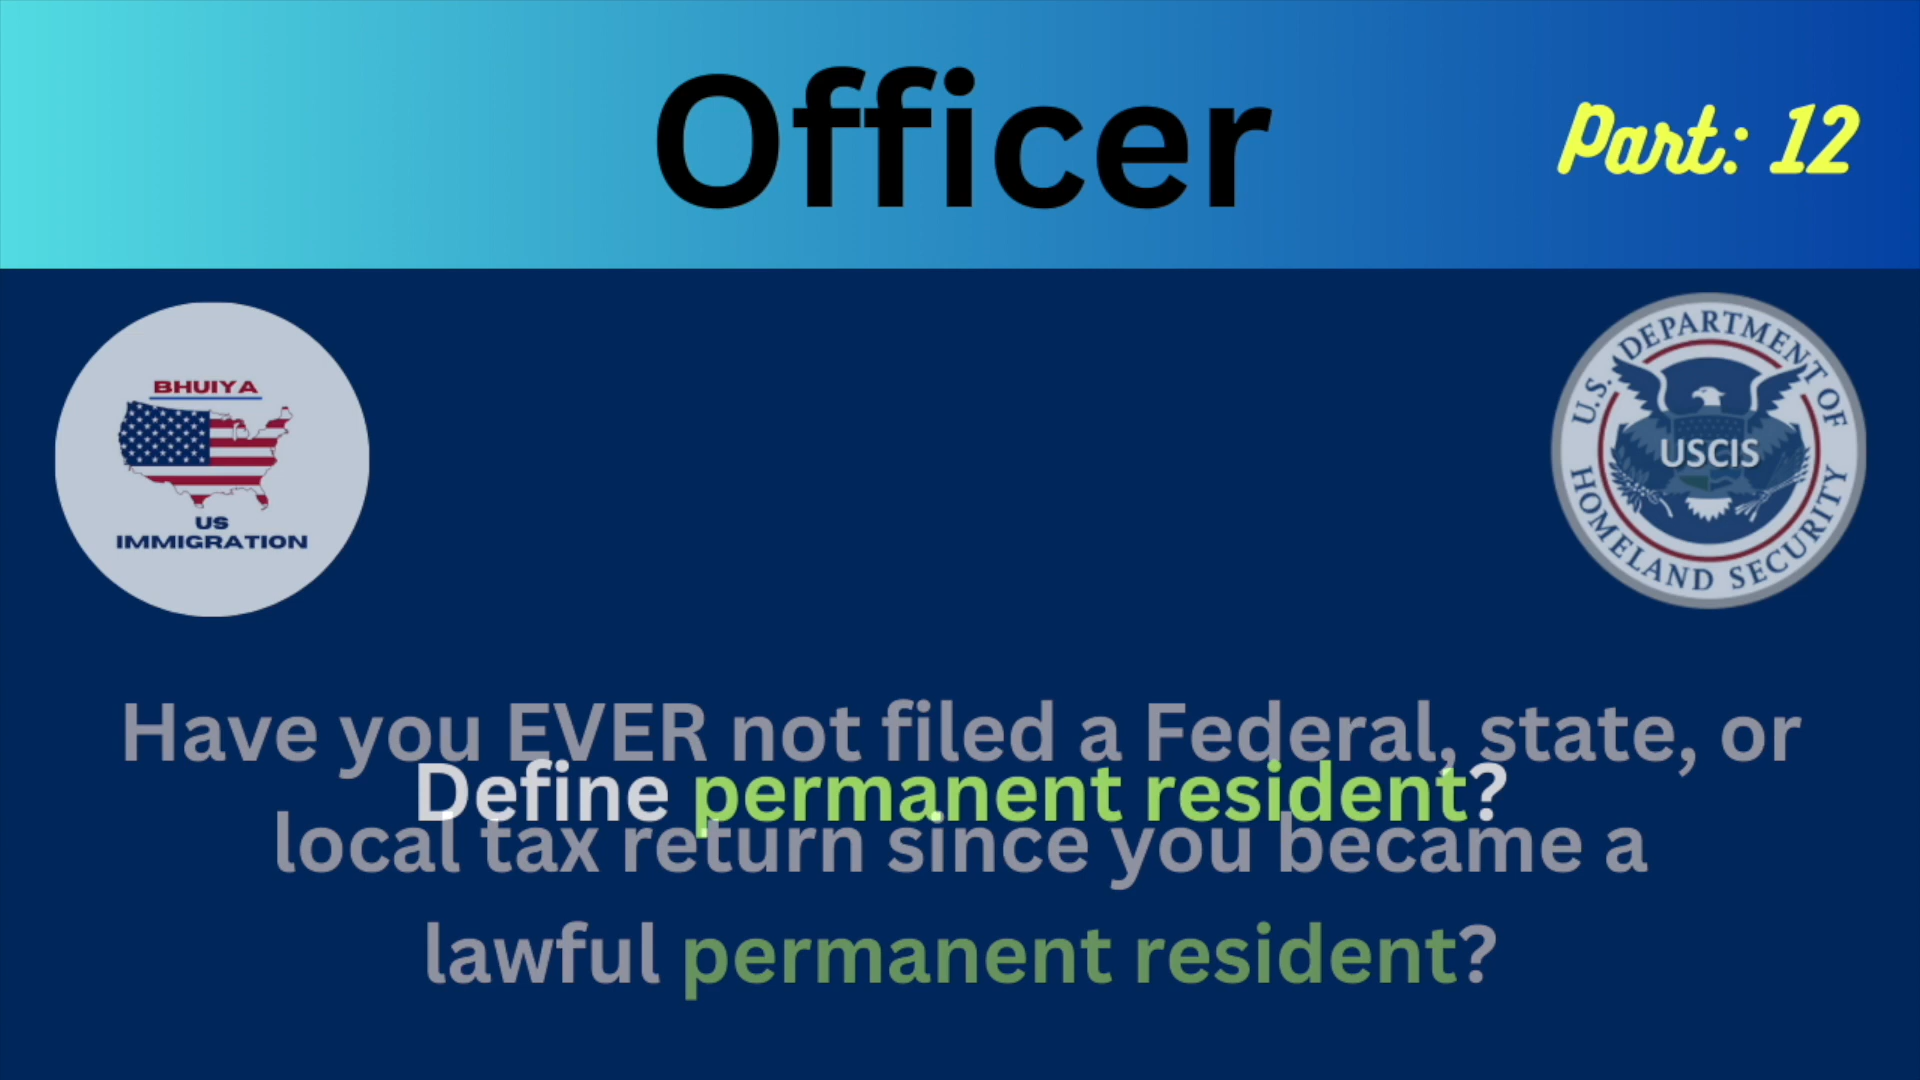 Officer
Part: 12
BHUIYA
US
IMMIGRATION
U.S. DEPARTMENT OF
HOMELAND SECURITY
USCIS
Have you EVER not filed a Federal, state, or
Define permanent resident?
local tax return since you became a
lawful permanent resident?